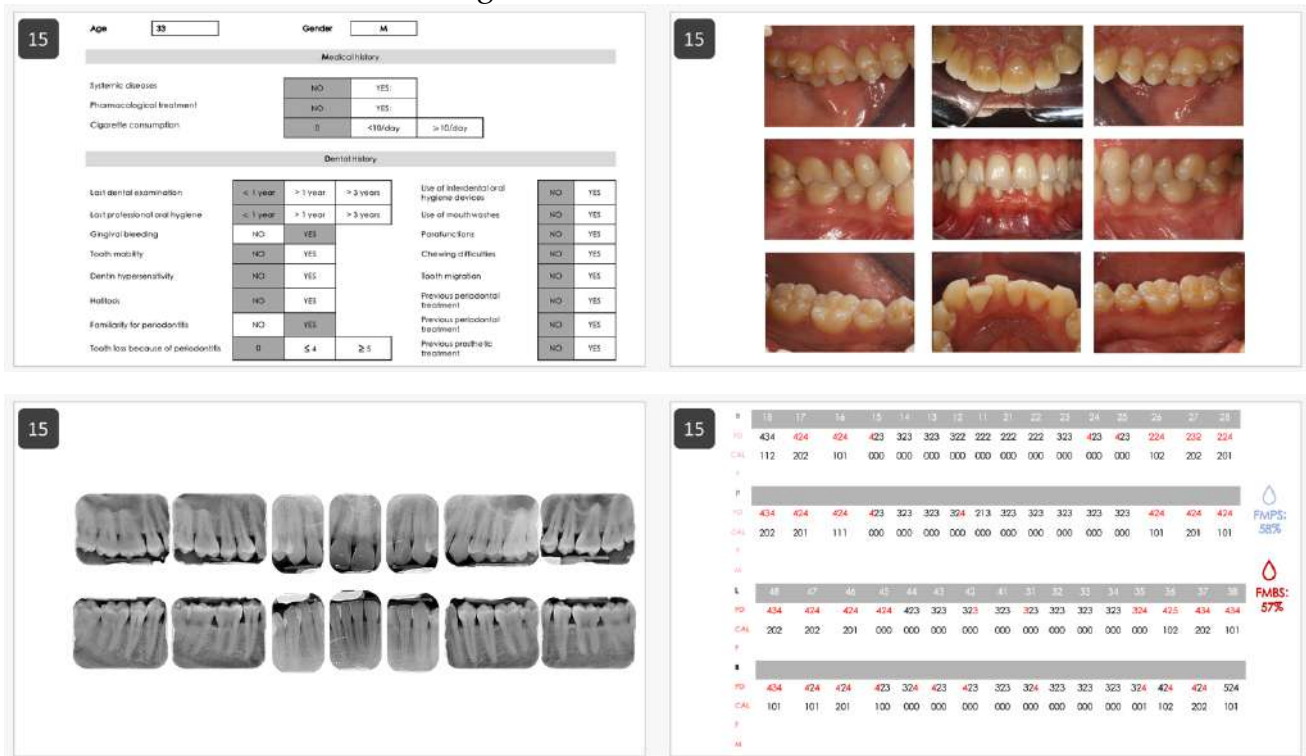 15
Age 33 Gender M
Medical history
Systemic diseases NO YES:
Pharmacological treatment NO YES:
Cigarette consumption 0 <10/day ≥10/day
Dental History
Last dental examination < 1 year > 1 year > 3 years Use of interdental oral hygiene devices NO YES
Last professional oral hygiene < 1 year > 1 year > 3 years Use of mouthwashes NO YES
Gingival bleeding NO YES Parafunctions NO YES
Tooth mobility NO YES Chewing difficulties NO YES
Dentin hypersensitivity NO YES Tooth migration NO YES
Halitosis NO YES Previous periodontal treatment NO YES
Familiarity for periodontitis NO YES Previous periodontal treatment NO YES
Tooth loss because of periodontitis 0 ≤ 4 ≥ 5 Previous prosthetic treatment NO YES
15
15
15
B 18 17 16 15 14 13 12 11 21 22 23 24 25 26 27 28
PD 434 424 424 423 323 323 322 222 222 222 323 423 423 224 232 224
CAL 112 202 101 000 000 000 000 000 000 000 000 000 000 102 202 201
F
P
PD 434 424 424 423 323 323 324 213 323 323 323 323 323 424 424 424
CAL 202 201 111 000 000 000 000 000 000 000 000 000 000 101 201 101
F
M
FMPS:
58%
L 48 47 46 45 44 43 42 41 31 32 33 34 35 36 37 38
PD 434 424 424 424 423 323 323 323 323 323 323 323 324 425 434 434
CAL 202 202 201 000 000 000 000 000 000 000 000 000 000 102 202 101
F
FMBS:
57%
B
PD 434 424 424 423 324 423 423 323 324 323 323 323 324 424 424 524
CAL 101 101 201 100 000 000 000 000 000 000 000 000 001 102 202 101
F
M